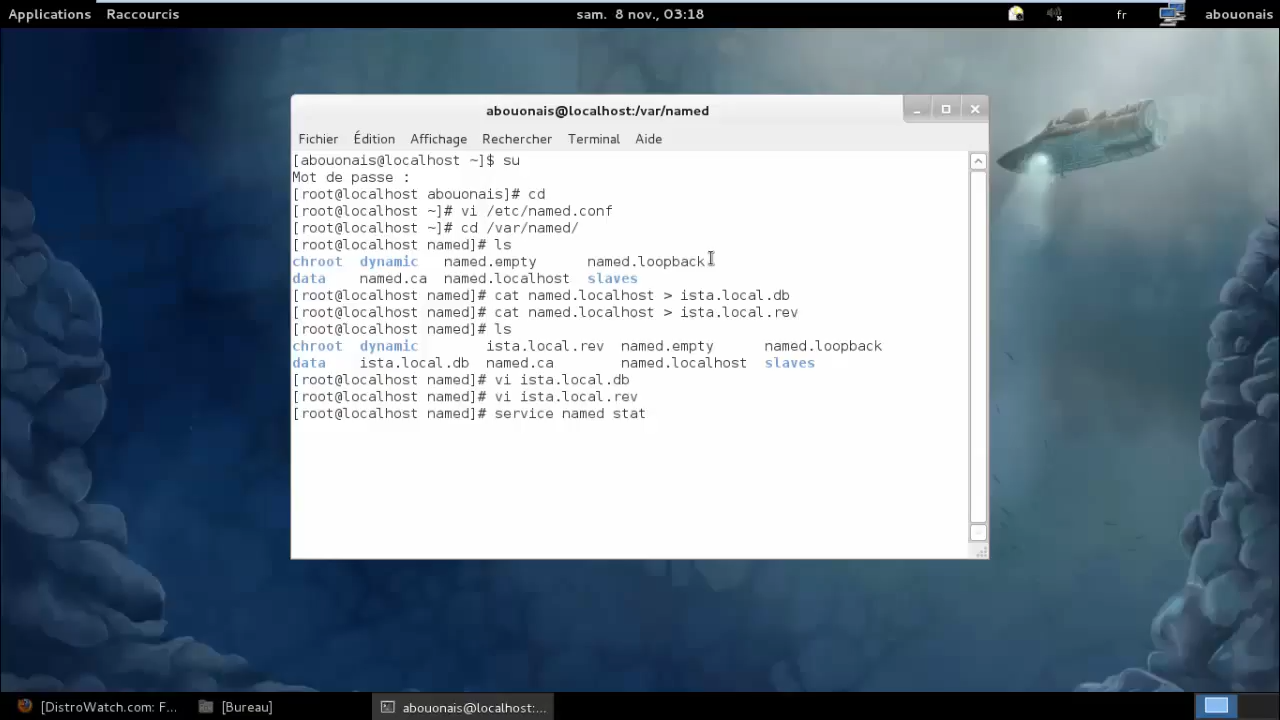 Applications Raccourcis sam. 8 nov., 03:18 fr abouonais
abouonais@localhost:/var/named
Fichier Édition Affichage Rechercher Terminal Aide
[abouonais@localhost ~]$ su
Mot de passe :
[root@localhost abouonais]# cd
[root@localhost ~]# vi /etc/named.conf
[root@localhost ~]# cd /var/named/
[root@localhost named]# ls
chroot dynamic named.empty named.loopback
data named.ca named.localhost slaves
[root@localhost named]# cat named.localhost > ista.local.db
[root@localhost named]# cat named.localhost > ista.local.rev
[root@localhost named]# ls
chroot dynamic ista.local.rev named.empty named.loopback
data ista.local.db named.ca named.localhost slaves
[root@localhost named]# vi ista.local.db
[root@localhost named]# vi ista.local.rev
[root@localhost named]# service named stat
[DistroWatch.com: F... [Bureau] abouonais@localhost:...